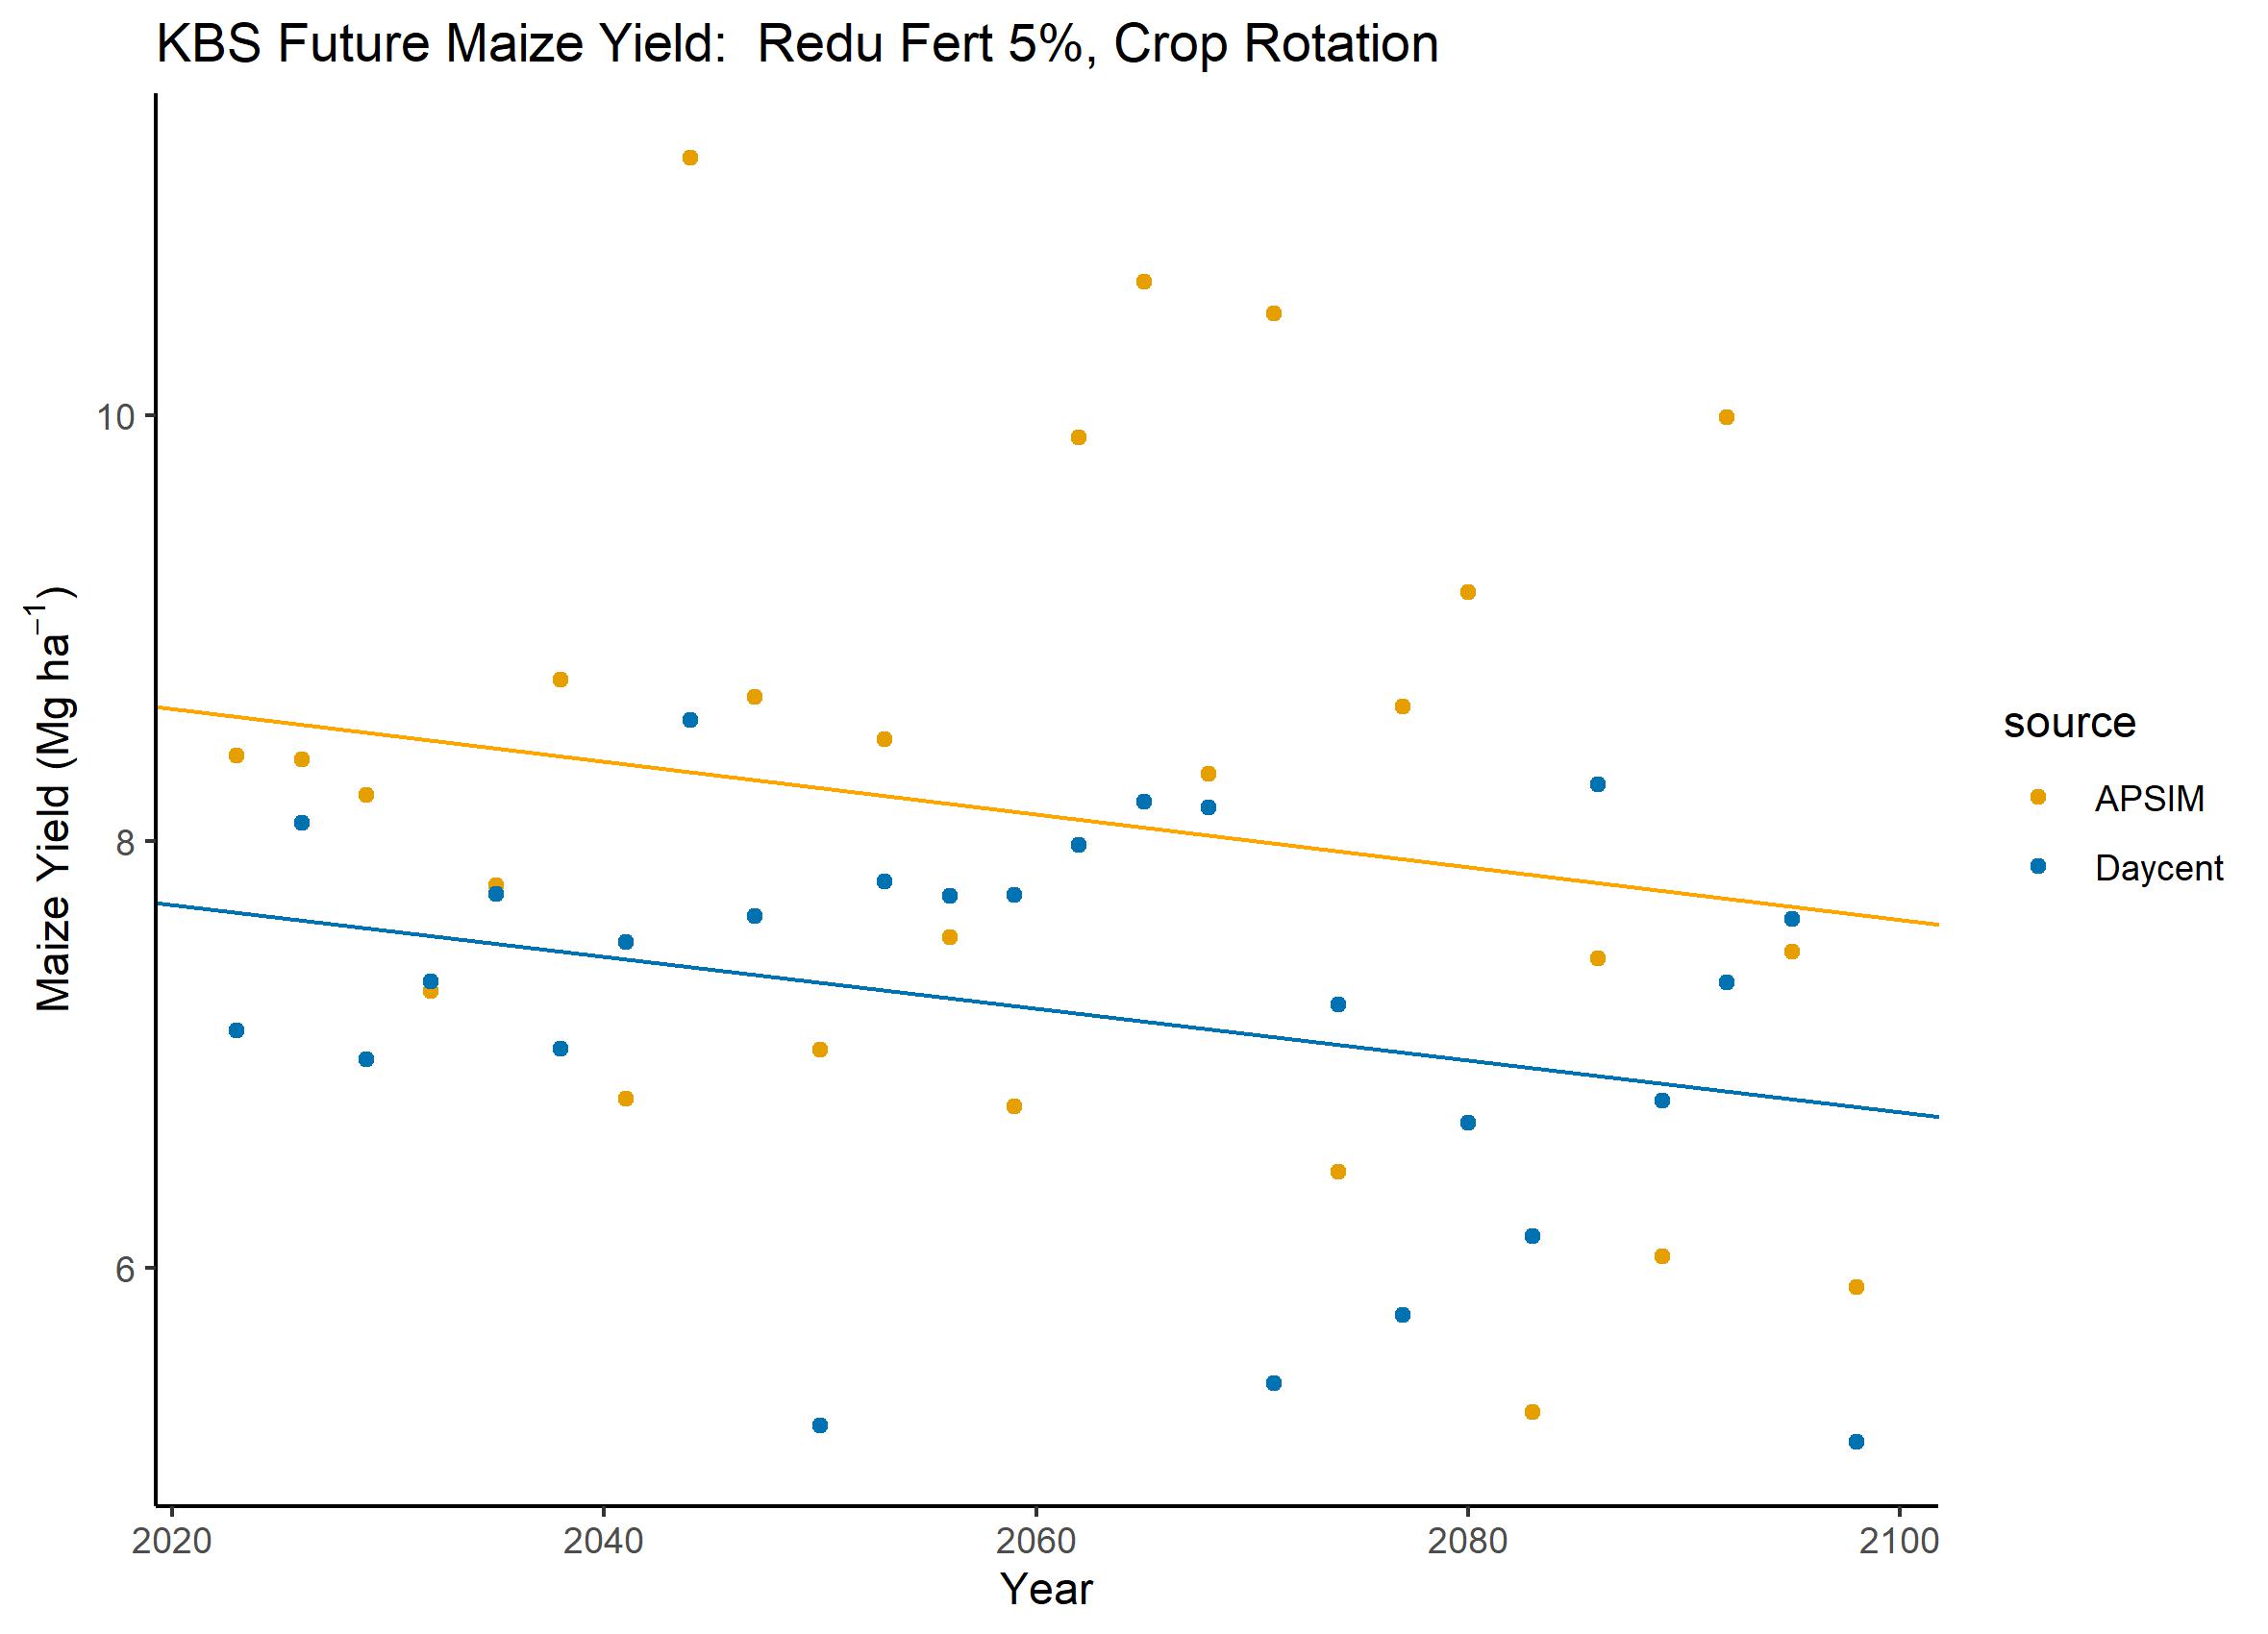 KBS Future Maize Yield:  Redu Fert 5%, Crop Rotation
Maize Yield (Mg ha⁻¹)
10
8
6
2020 2040 2060 2080 2100
Year
source
APSIM
Daycent